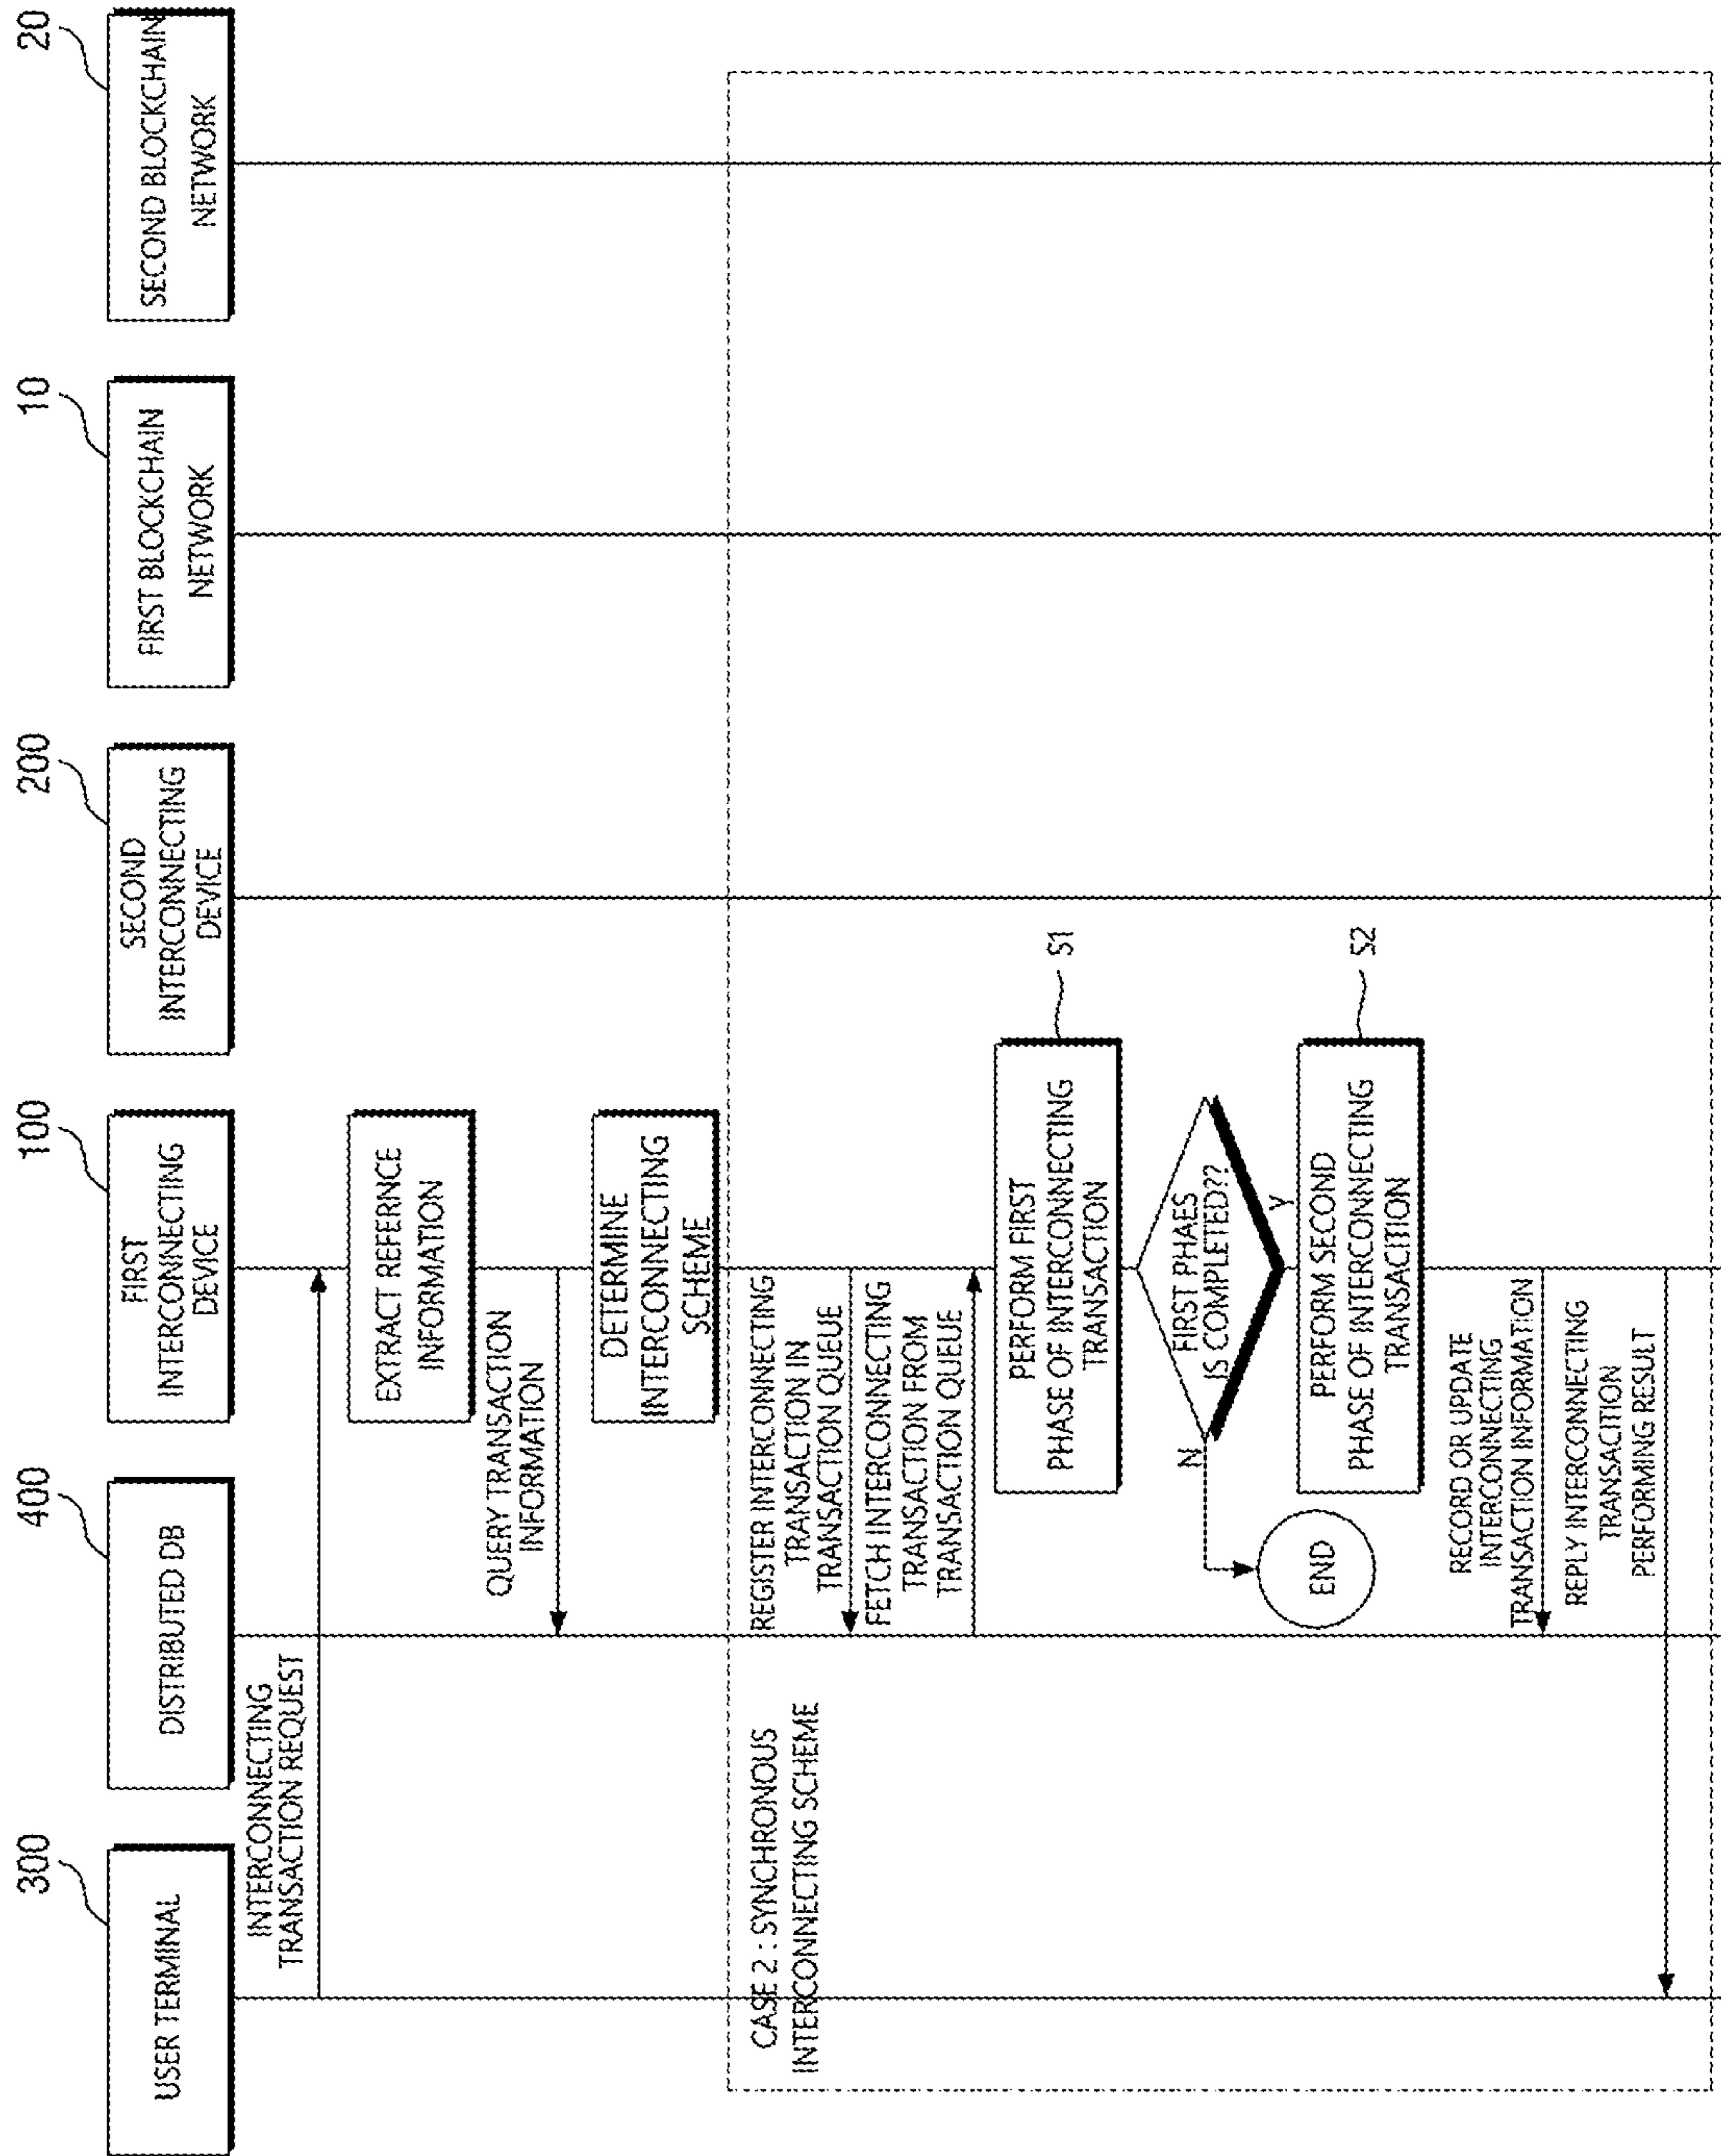 300
400
100
200
10
20
USER TERMINAL
DISTRIBUTED DB
FIRST
INTERCONNECTING
DEVICE
SECOND
INTERCONNECTING
DEVICE
FIRST BLOCKCHAIN
NETWORK
SECOND BLOCKCHAIN
NETWORK
INTERCONNECTING
TRANSACTION REQUEST
EXTRACT REFERENCE
INFORMATION
QUERY TRANSACTION
INFORMATION
DETERMINE
INTERCONNECTING
SCHEME
CASE 2 : SYNCHRONOUS
INTERCONNECTING SCHEME
REGISTER INTERCONNECTING
TRANSACTION IN
TRANSACTION QUEUE
FETCH INTERCONNECTING
TRANSACTION FROM
TRANSACTION QUEUE
PERFORM FIRST
PHASE OF INTERCONNECTING
TRANSACTION
S1
FIRST PHAES
IS COMPLETED??
N
Y
END
PERFORM SECOND
PHASE OF INTERCONNECTING
TRANSACITION
S2
RECORD OR UPDATE
INTERCONNECTING
TRANSACTION INFORMATION
REPLY INTERCONNECTING
TRANSACTION
PERFORMING RESULT